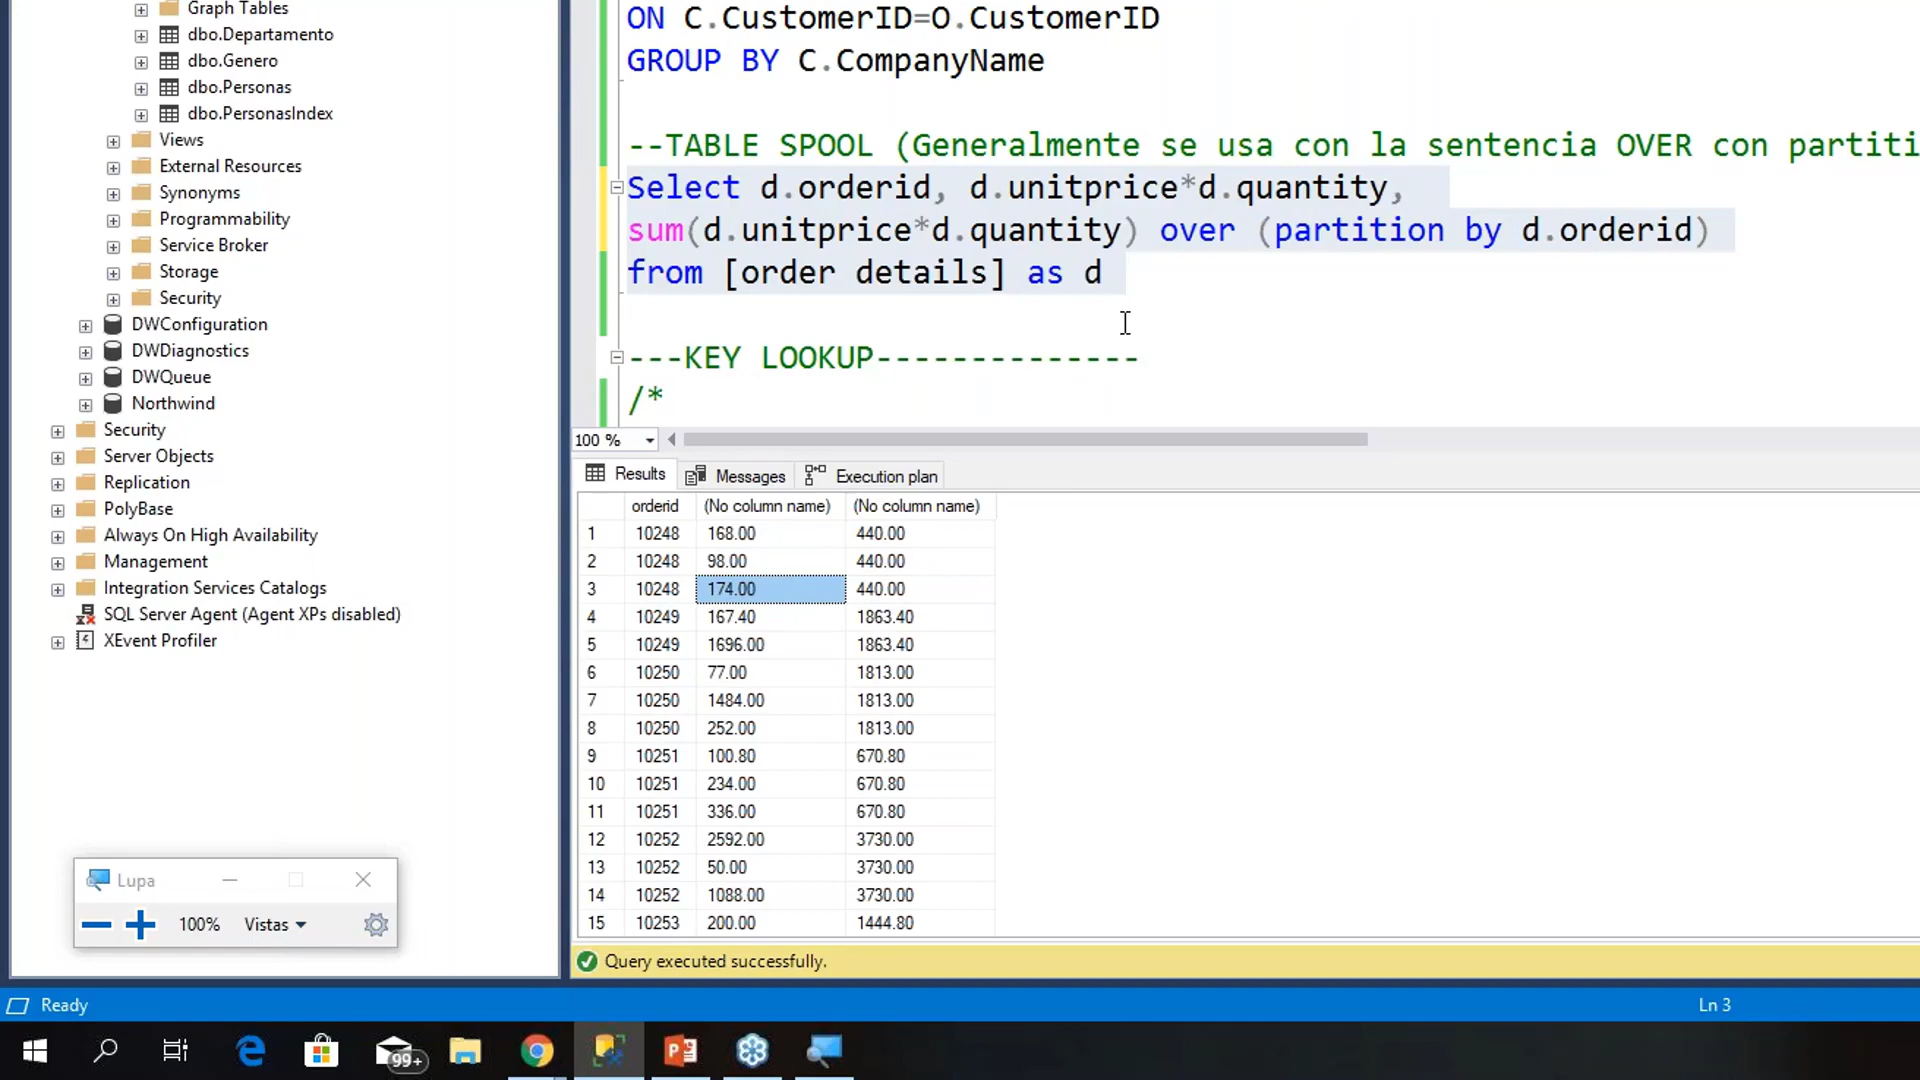 Graph Tables
dbo.Departamento
dbo.Genero
dbo.Personas
dbo.PersonasIndex
Views
External Resources
Synonyms
Programmability
Service Broker
Storage
Security
DWConfiguration
DWDiagnostics
DWQueue
Northwind
Security
Server Objects
Replication
PolyBase
Always On High Availability
Management
Integration Services Catalogs
SQL Server Agent (Agent XPs disabled)
XEvent Profiler
Lupa
100% Vistas
ON C.CustomerID=O.CustomerID
GROUP BY C.CompanyName
--TABLE SPOOL (Generalmente se usa con la sentencia OVER con partiti
Select d.orderid, d.unitprice*d.quantity,
sum(d.unitprice*d.quantity) over (partition by d.orderid)
from [order details] as d
---KEY LOOKUP--------------
/*
100 %
Results Messages Execution plan
orderid (No column name) (No column name)
1 10248 168.00 440.00
2 10248 98.00 440.00
3 10248 174.00 440.00
4 10249 167.40 1863.40
5 10249 1696.00 1863.40
6 10250 77.00 1813.00
7 10250 1484.00 1813.00
8 10250 252.00 1813.00
9 10251 100.80 670.80
10 10251 234.00 670.80
11 10251 336.00 670.80
12 10252 2592.00 3730.00
13 10252 50.00 3730.00
14 10252 1088.00 3730.00
15 10253 200.00 1444.80
Query executed successfully.
Ready Ln 3
99+